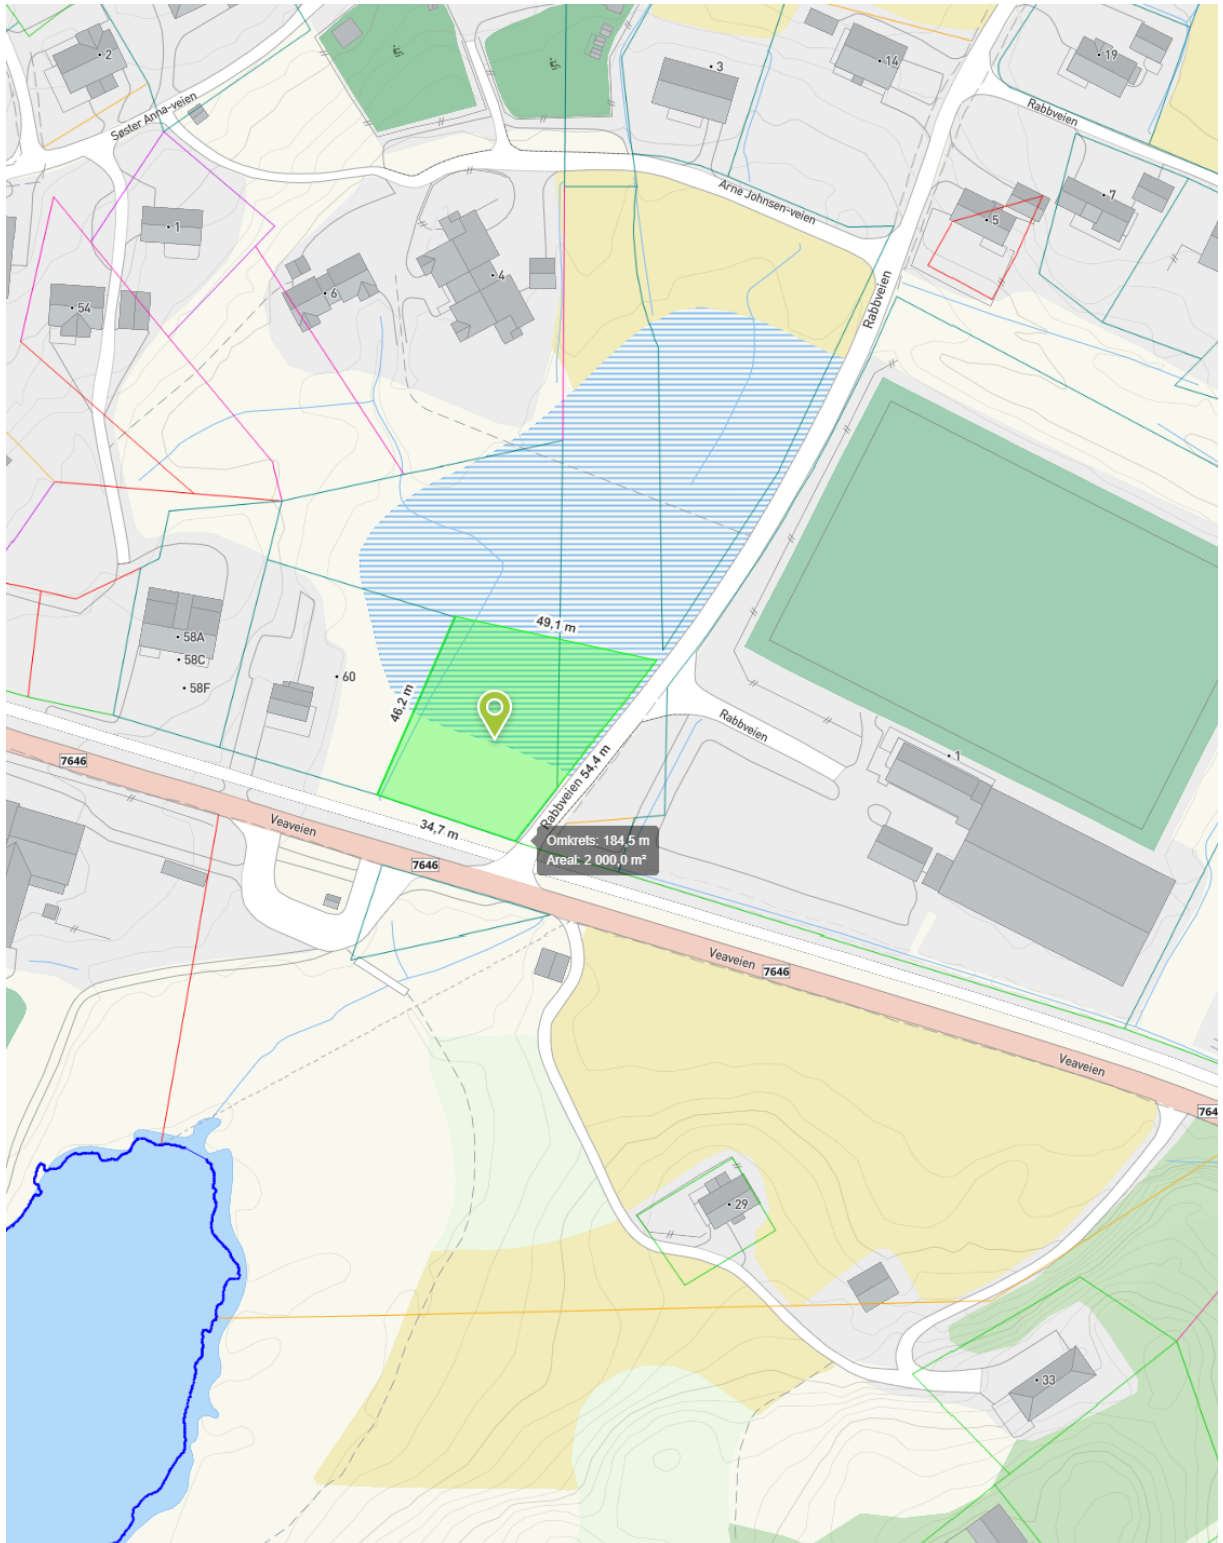 2
Søster Anna-veien
3
14
19
Rabbveien
Arne Johnsen-veien
7
5
1
4
6
54
Rabbveien
49,1 m
58A
58C
58F
60
46,2 m
Rabbveien
1
7646
Veaveien
34,7 m
Rabbveien 54,4 m
Omkrets: 184,5 m
Areal: 2 000,0 m²
7646
Veaveien
7646
Veaveien
764
29
33